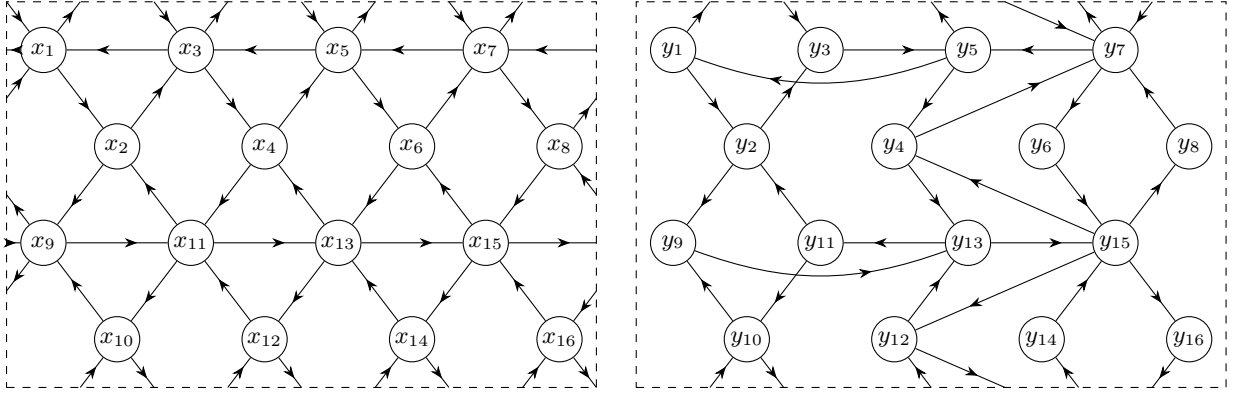 x₁ x₃ x₅ x₇ y₁ y₃ y₅ y₇
x₂ x₄ x₆ x₈ y₂ y₄ y₆ y₈
x₉ x₁₁ x₁₃ x₁₅ y₉ y₁₁ y₁₃ y₁₅
x₁₀ x₁₂ x₁₄ x₁₆ y₁₀ y₁₂ y₁₄ y₁₆